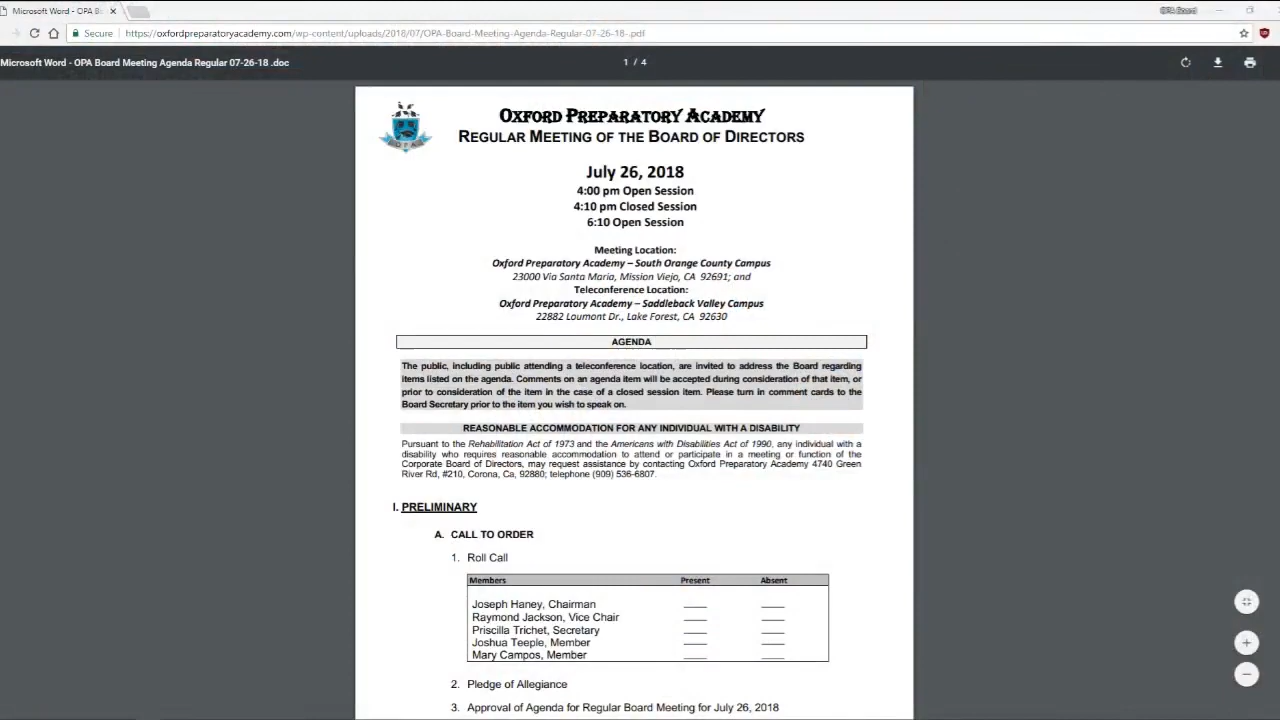 Microsoft Word - OPA B
OPA Board
Secure
https://oxfordpreparatoryacademy.com/wp-content/uploads/2018/07/OPA-Board-Meeting-Agenda-Regular-07-26-18-.pdf
Microsoft Word - OPA Board Meeting Agenda Regular 07-26-18 .doc
1 / 4
OPA
OXFORD PREPARATORY ACADEMY
REGULAR MEETING OF THE BOARD OF DIRECTORS
July 26, 2018
4:00 pm Open Session
4:10 pm Closed Session
6:10 Open Session
Meeting Location:
Oxford Preparatory Academy – South Orange County Campus
23000 Via Santa Maria, Mission Viejo, CA 92691; and
Teleconference Location:
Oxford Preparatory Academy – Saddleback Valley Campus
22882 Loumont Dr., Lake Forest, CA 92630
AGENDA
The public, including public attending a teleconference location, are invited to address the Board regarding
items listed on the agenda. Comments on an agenda item will be accepted during consideration of that item, or
prior to consideration of the item in the case of a closed session item. Please turn in comment cards to the
Board Secretary prior to the item you wish to speak on.
REASONABLE ACCOMMODATION FOR ANY INDIVIDUAL WITH A DISABILITY
Pursuant to the Rehabilitation Act of 1973 and the Americans with Disabilities Act of 1990, any individual with a
disability who requires reasonable accommodation to attend or participate in a meeting or function of the
Corporate Board of Directors, may request assistance by contacting Oxford Preparatory Academy 4740 Green
River Rd, #210, Corona, Ca, 92880; telephone (909) 536-6807.
I. PRELIMINARY
A. CALL TO ORDER
1. Roll Call
Members Present Absent
Joseph Haney, Chairman ____ ____
Raymond Jackson, Vice Chair ____ ____
Priscilla Trichet, Secretary ____ ____
Joshua Teeple, Member ____ ____
Mary Campos, Member ____ ____
2. Pledge of Allegiance
3. Approval of Agenda for Regular Board Meeting for July 26, 2018